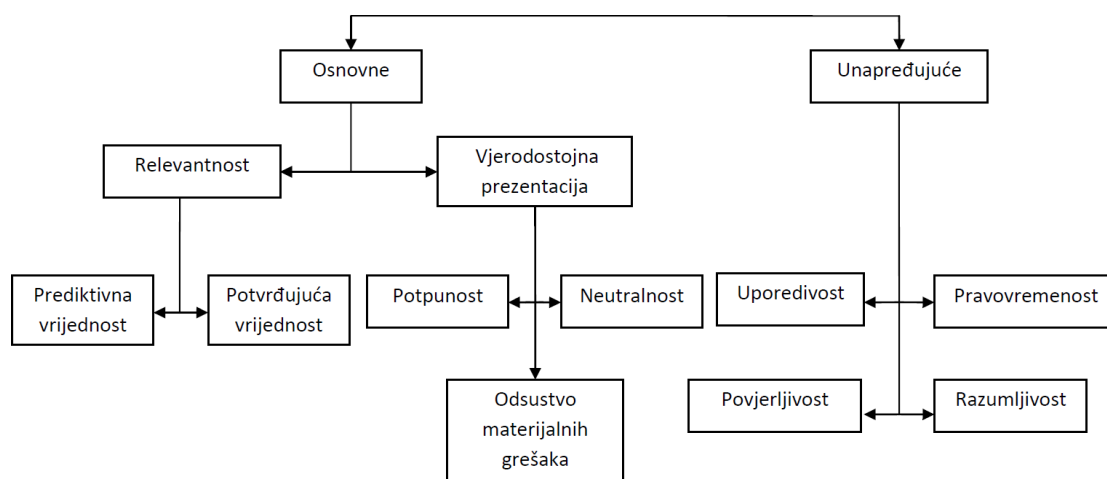 Osnovne
Unapređujuće
Relevantnost
Vjerodostojna
prezentacija
Prediktivna
vrijednost
Potvrđujuća
vrijednost
Potpunost
Neutralnost
Uporedivost
Pravovremenost
Odsustvo
materijalnih
grešaka
Povjerljivost
Razumljivost